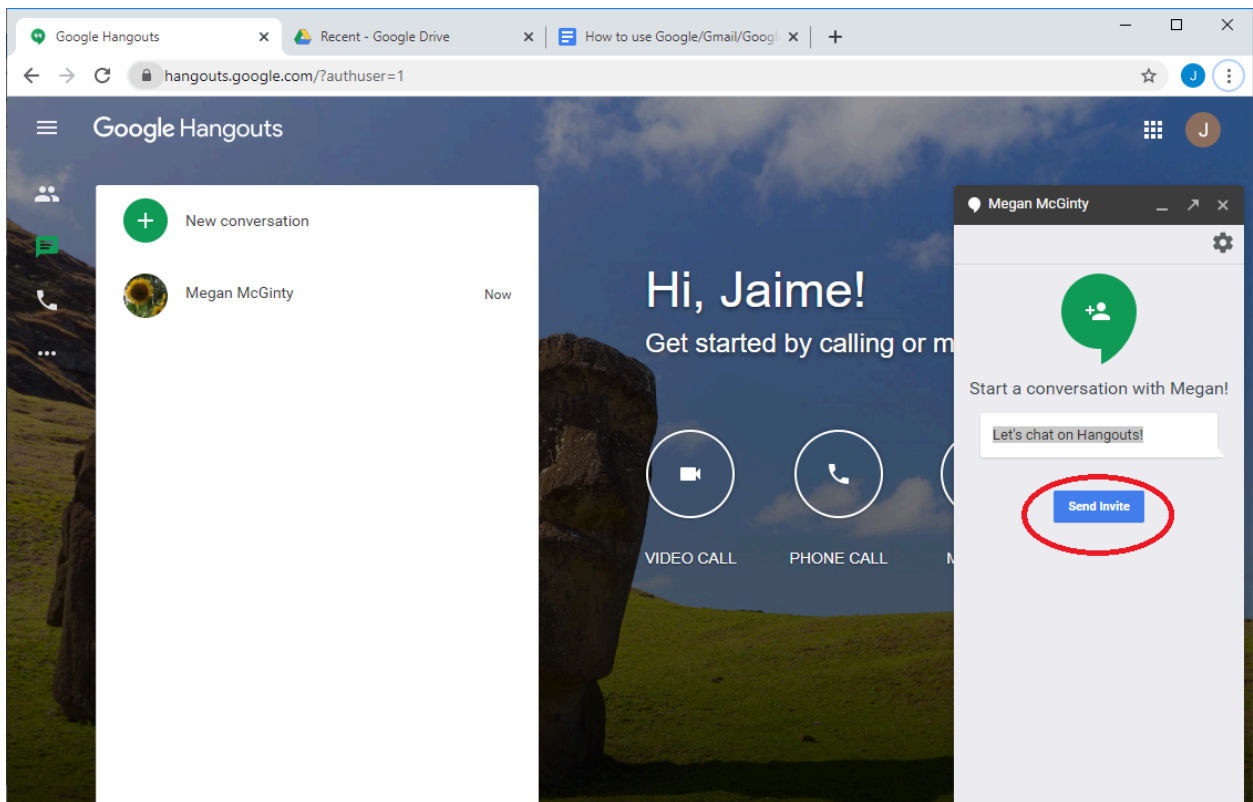 Google Hangouts
Recent - Google Drive
How to use Google/Gmail/Googl
hangouts.google.com/?authuser=1
J
Google Hangouts
J
New conversation
Megan McGinty
Now
Hi, Jaime!
Get started by calling or m
VIDEO CALL
PHONE CALL
M
Megan McGinty
Start a conversation with Megan!
Let's chat on Hangouts!
Send Invite